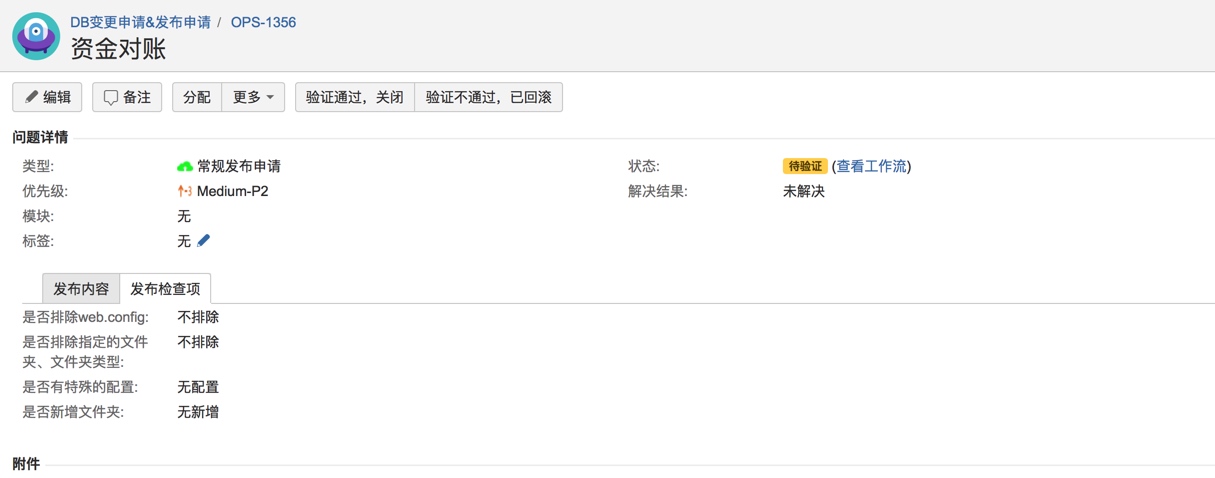 DB变更申请&发布申请 / OPS-1356
资金对账
编辑 备注 分配 更多 验证通过，关闭 验证不通过，已回滚
问题详情
类型: 常规发布申请 状态: 待验证 (查看工作流)
优先级: Medium-P2 解决结果: 未解决
模块: 无
标签: 无
发布内容 发布检查项
是否排除web.config: 不排除
是否排除指定的文件 不排除
夹、文件夹类型:
是否有特殊的配置: 无配置
是否新增文件夹: 无新增
附件